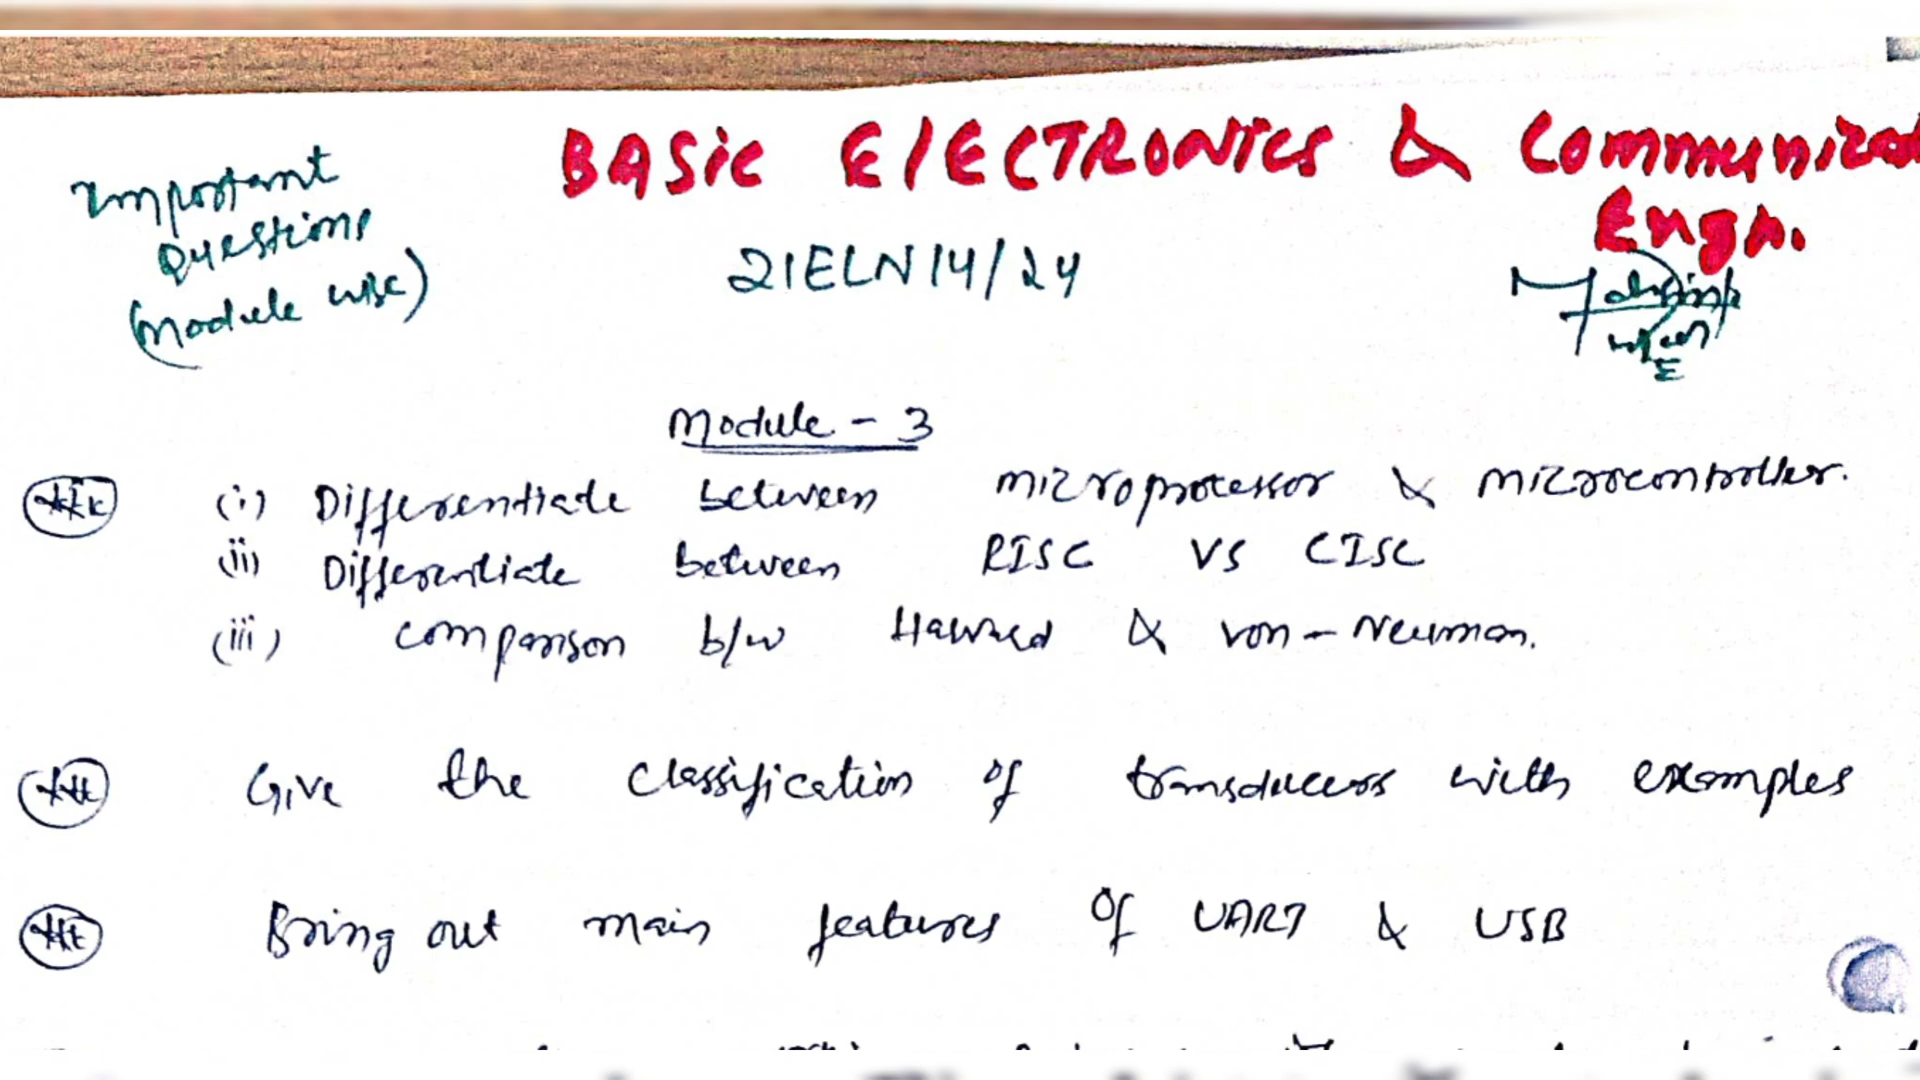 BASIC ELECTRONICS & Communicat
Engn.
Important
Questions
(module wise)
21ELN14/24
Module - 3
*** (i) Differentiate between microprocessor & microcontroller.
(ii) Differentiate between RISC VS CISC
(iii) comparison b/w Harvard & von-Neuman.
*** Give the classification of transducers with examples
*** Bring out main features of UART & USB